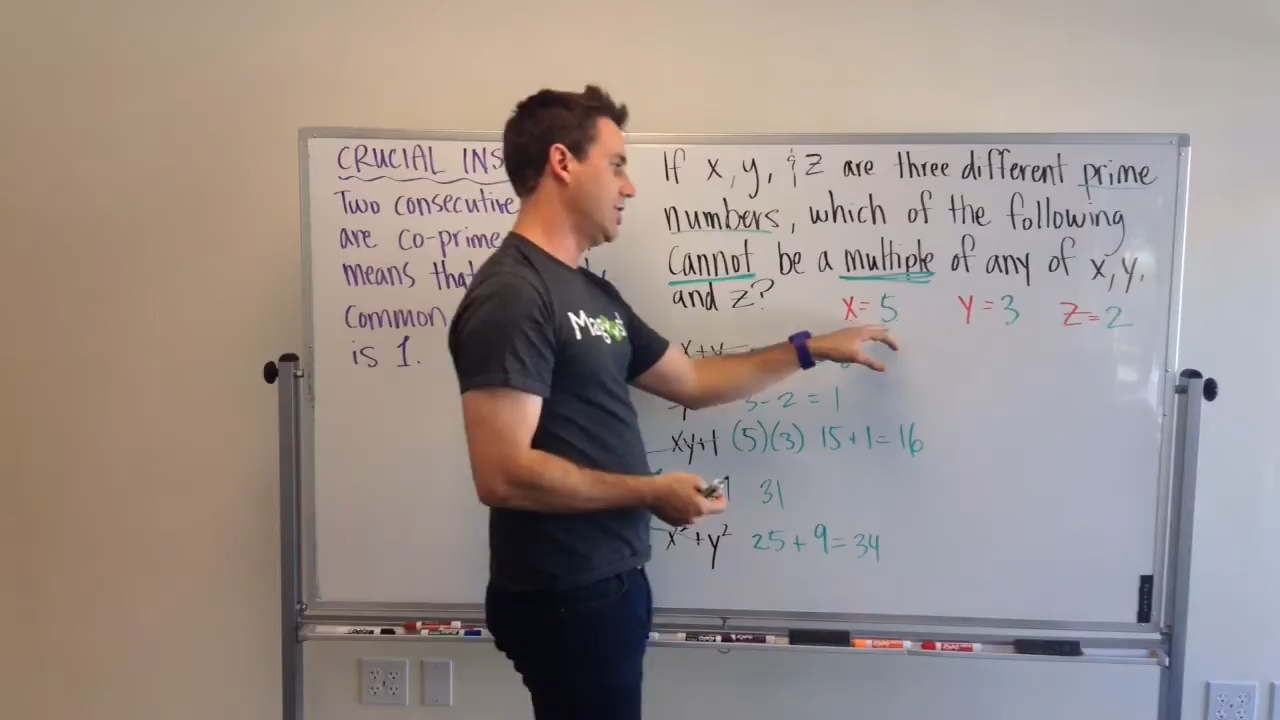 CRUCIAL INS
Two consecutive
are co-prime
means that
common
is 1.
If x, y, & z are three different prime
numbers, which of the following
cannot be a multiple of any of x, y,
and z?
x = 5 y = 3 z = 2
x+y
3 - 2 = 1
xy+1 (5)(3) 15 + 1 = 16
31
x² + y² 25 + 9 = 34
Magoosh